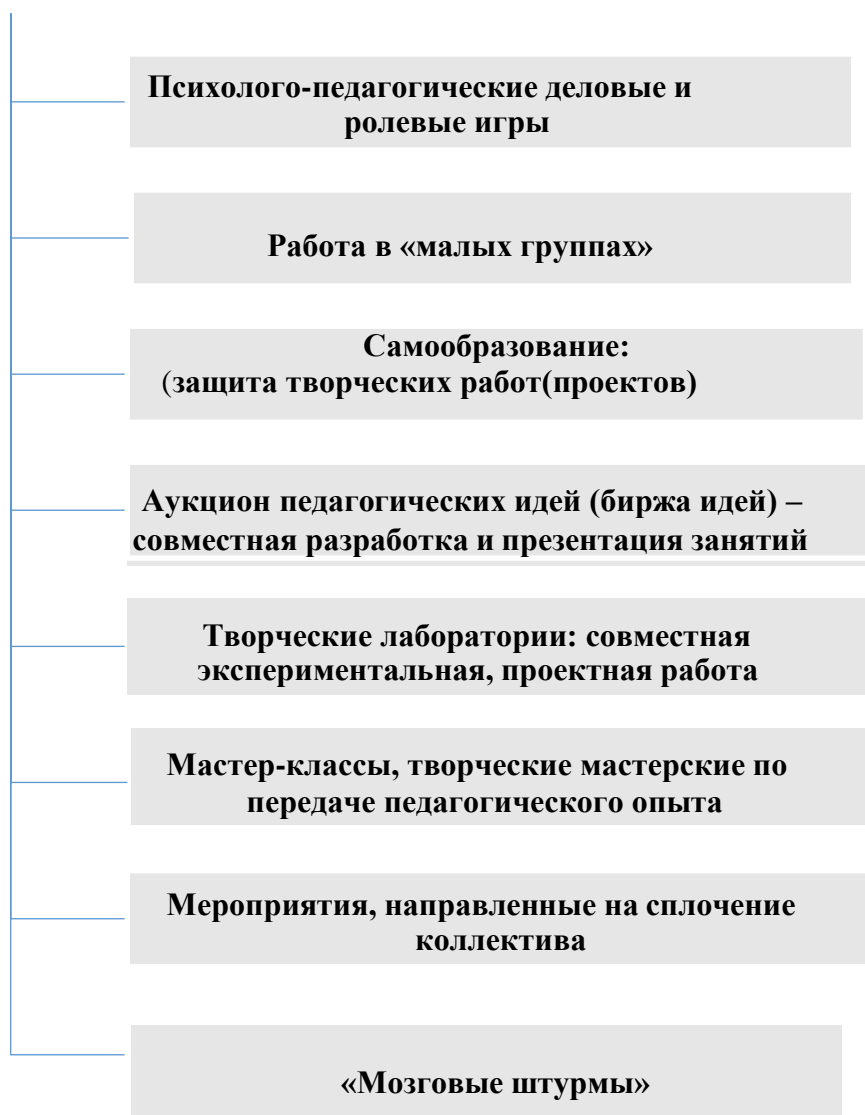 Психолого-педагогические деловые и
ролевые игры
Работа в «малых группах»
Самообразование:
(защита творческих работ(проектов)
Аукцион педагогических идей (биржа идей) –
совместная разработка и презентация занятий
Творческие лаборатории: совместная
экспериментальная, проектная работа
Мастер-классы, творческие мастерские по
передаче педагогического опыта
Мероприятия, направленные на сплочение
коллектива
«Мозговые штурмы»